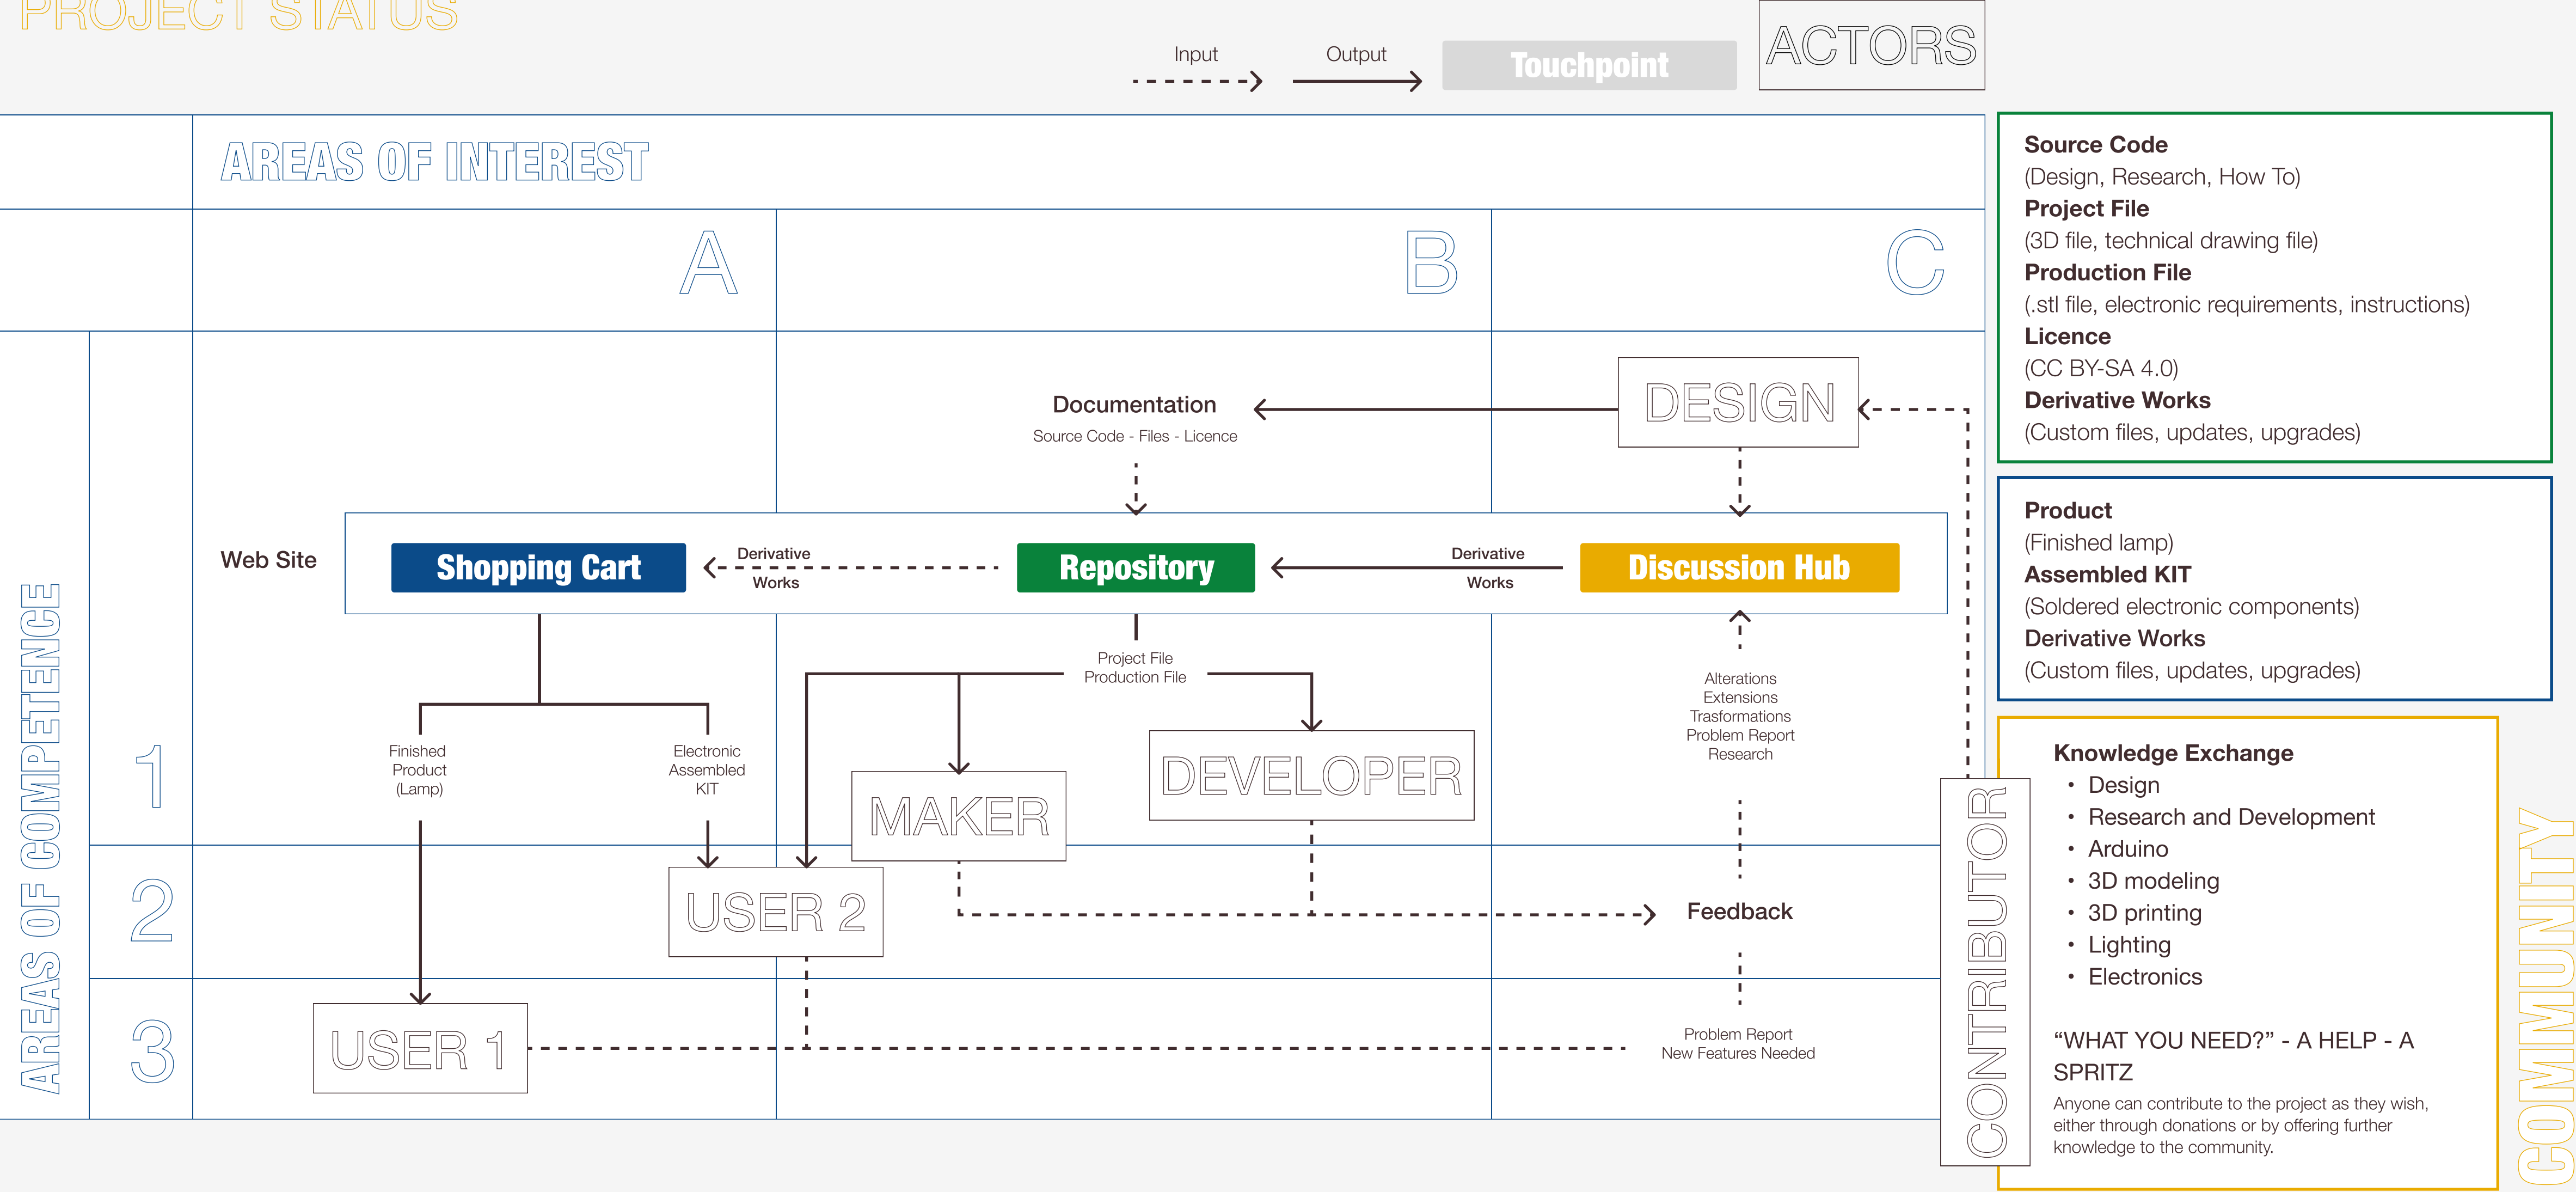 PROJECT STATUS
Input
Output
Touchpoint
ACTORS
AREAS OF INTEREST
A
B
C
AREAS OF COMPETENCE
1
2
3
DESIGN
Documentation
Source Code - Files - Licence
Web Site
Shopping Cart
Derivative
Works
Repository
Derivative
Works
Discussion Hub
Project File
Production File
Finished
Product
(Lamp)
Electronic
Assembled
KIT
Alterations
Extensions
Trasformations
Problem Report
Research
DEVELOPER
MAKER
USER 2
Feedback
USER 1
Problem Report
New Features Needed
CONTRIBUTOR
Source Code
(Design, Research, How To)
Project File
(3D file, technical drawing file)
Production File
(.stl file, electronic requirements, instructions)
Licence
(CC BY-SA 4.0)
Derivative Works
(Custom files, updates, upgrades)
Product
(Finished lamp)
Assembled KIT
(Soldered electronic components)
Derivative Works
(Custom files, updates, upgrades)
Knowledge Exchange
• Design
• Research and Development
• Arduino
• 3D modeling
• 3D printing
• Lighting
• Electronics
“WHAT YOU NEED?” - A HELP - A
SPRITZ
Anyone can contribute to the project as they wish,
either through donations or by offering further
knowledge to the community.
COMMUNITY